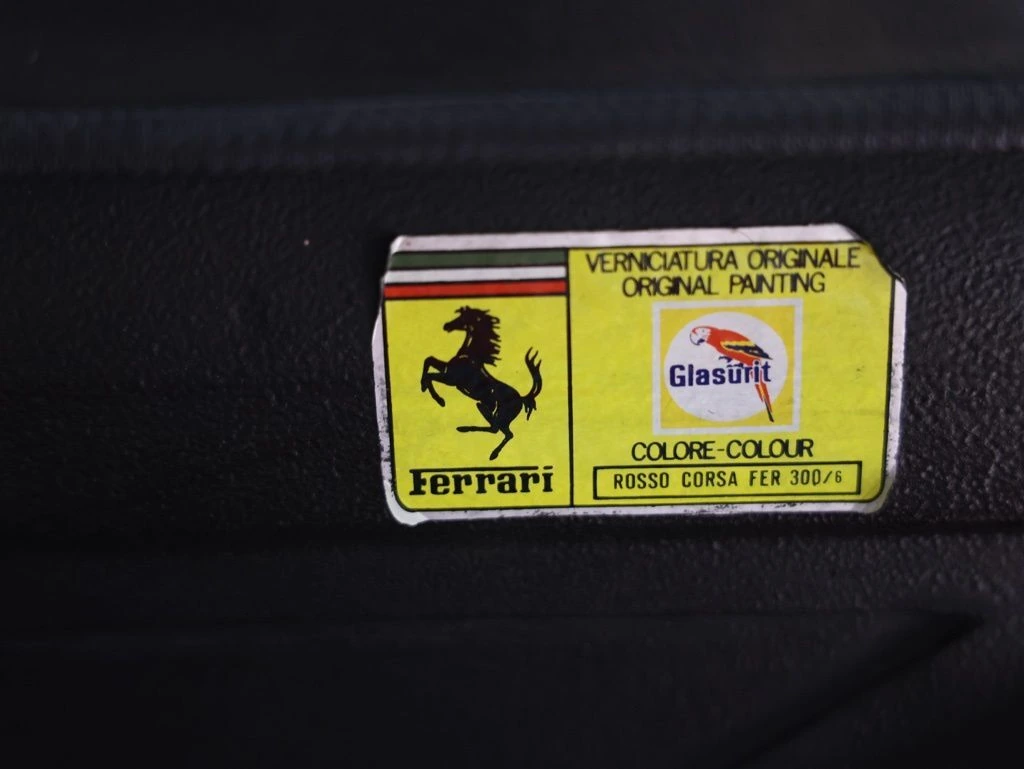 Ferrari
VERNICIATURA ORIGINALE
ORIGINAL PAINTING
Glasurit
COLORE-COLOUR
ROSSO CORSA FER 300/6